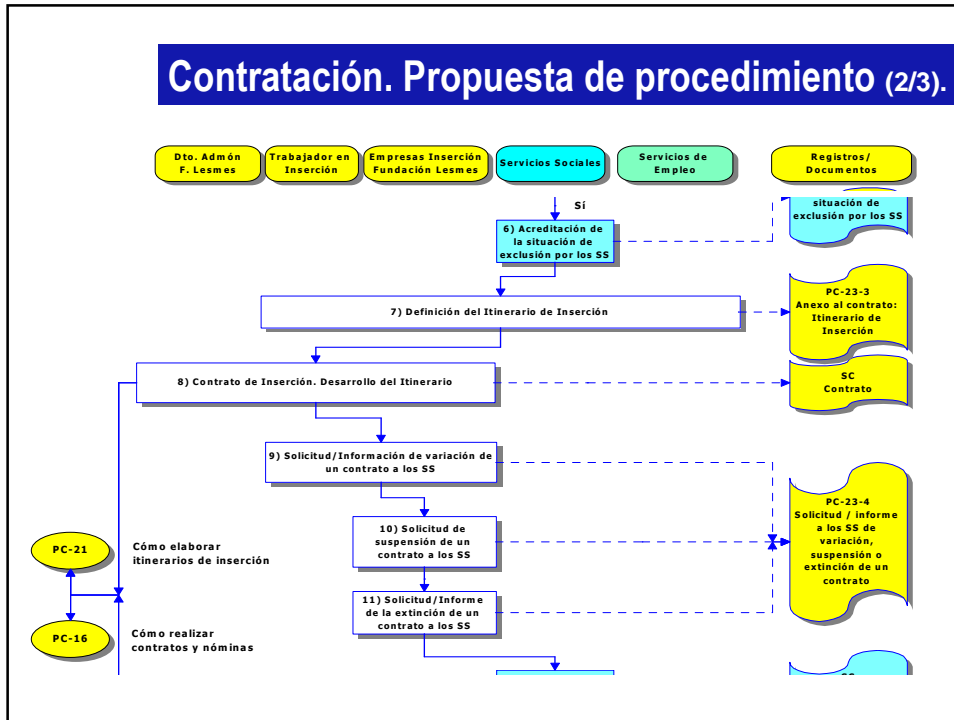 Contratación. Propuesta de procedimiento (2/3).
Dto. Admón
F. Lesmes
Trabajador en
Inserción
Empresas Inserción
Fundación Lesmes
Servicios Sociales
Servicios de
Empleo
Registros/
Documentos
Sí
situación de
exclusión por los SS
6) Acreditación de
la situación de
exclusión por los SS
7) Definición del Itinerario de Inserción
PC-23-3
Anexo al contrato:
Itinerario de
Inserción
8) Contrato de Inserción. Desarrollo del Itinerario
SC
Contrato
9) Solicitud/Información de variación de
un contrato a los SS
10) Solicitud de
suspensión de un
contrato a los SS
PC-23-4
Solicitud / informe
a los SS de
variación,
suspensión o
extinción de un
contrato
PC-21
Cómo elaborar
itinerarios de inserción
11) Solicitud/Informe
de la extinción de un
contrato a los SS
PC-16
Cómo realizar
contratos y nóminas